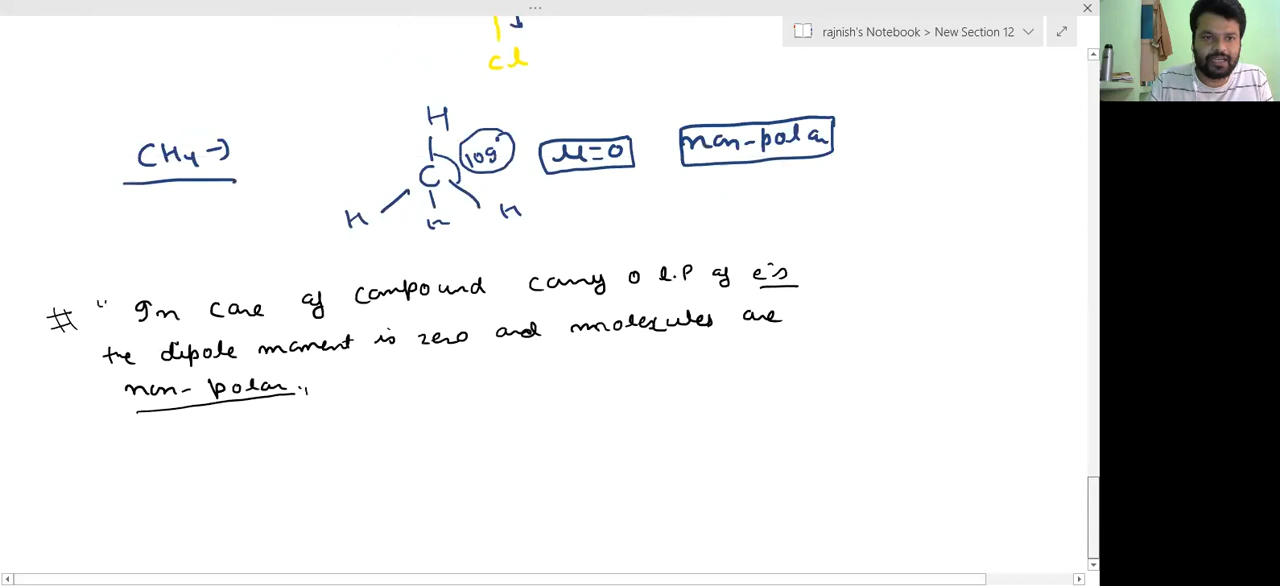 ...
rajnish's Notebook > New Section 12
Cl
H
CH4 → C 109° μ=0 non-polar
H H H
# " In case of compound carry 0 l.P of e⁻s
the dipole moment is zero and molecules are
non-polar "